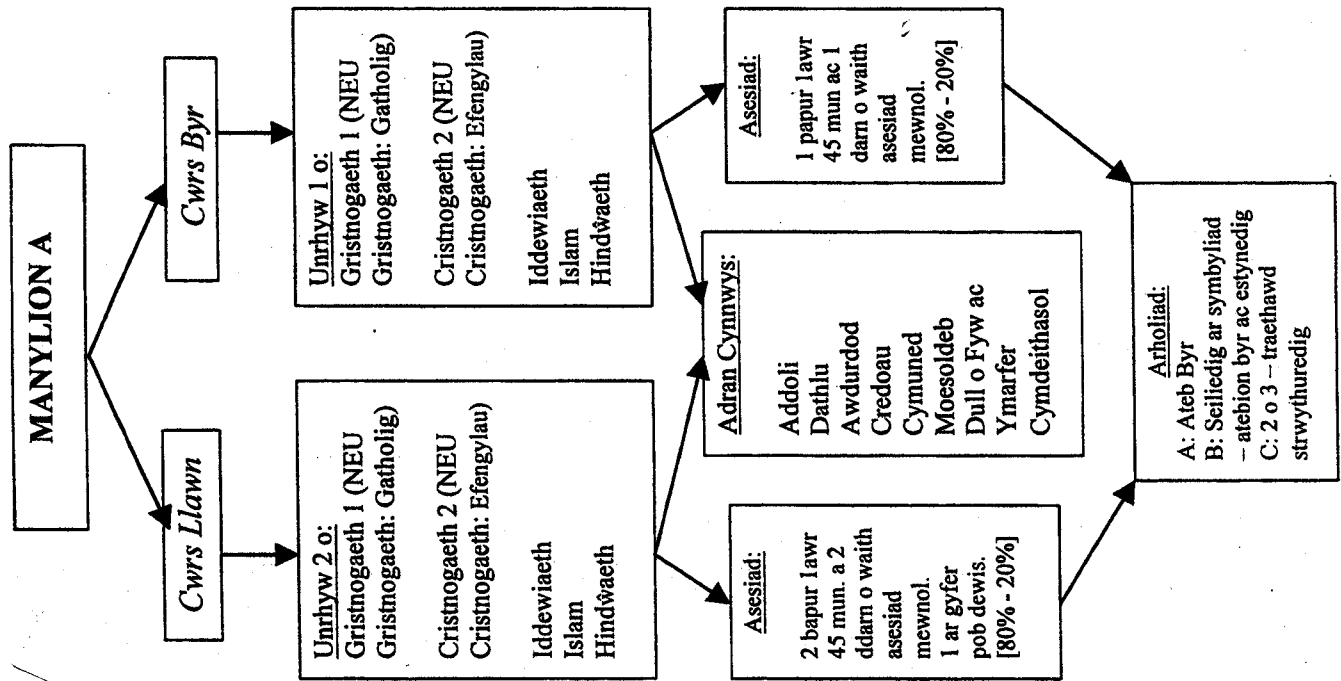 MANYLION A
Cwrs Llawn
Cwrs Byr
Unrhyw 2 o:
Gristnogaeth 1 (NEU
Gristnogaeth: Gatholig)
Cristnogaeth 2 (NEU
Cristnogaeth: Efengylau)
Iddewiaeth
Islam
Hindŵaeth
Unrhyw 1 o:
Gristnogaeth 1 (NEU
Gristnogaeth: Gatholig)
Cristnogaeth 2 (NEU
Cristnogaeth: Efengylau)
Iddewiaeth
Islam
Hindŵaeth
Asesiad:
2 bapur 1awr
45 mun. a 2
ddarn o waith
asesiad
mewnol.
1 ar gyfer
pob dewis.
[80% - 20%]
Adran Cynnwys:
Addoli
Dathlu
Awdurdod
Credoau
Cymuned
Moesoldeb
Dull o Fyw ac
Ymarfer
Cymdeithasol
Asesiad:
1 papur 1awr
45 mun ac 1
darn o waith
asesiad
mewnol.
[80% - 20%]
Arholiad:
A: Ateb Byr
B: Seiliedig ar symbyliad
– atebion byr ac estynedig
C: 2 o 3 – traethawd
strwythuredig